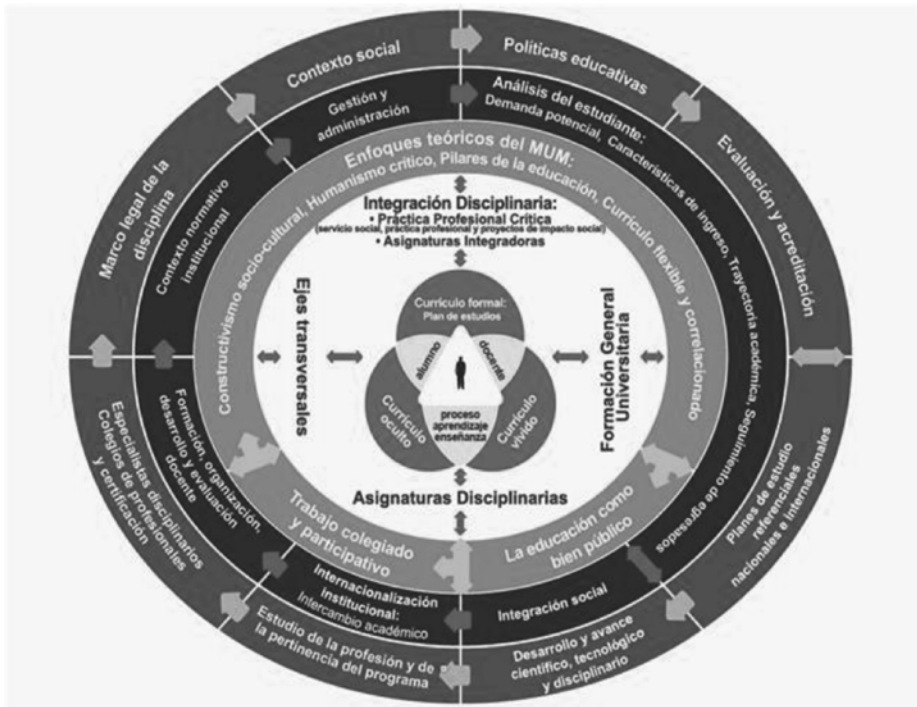 Contexto social
Políticas educativas
Evaluación y acreditación
Planes de estudio
referenciales
nacionales e Internacionales
Desarrollo y avance
científico, tecnológico
y disciplinario
Estudio de la profesión y de
la pertinencia del programa
Especialistas disciplinarios
Colegios de profesionales
y certificación
Marco legal de la
disciplina
Gestión y
administración
Análisis del estudiante:
Demanda potencial, Características de ingreso, Trayectoria académica, Seguimiento de egresados
Integración social
Internacionalización
Institucional:
Intercambio académico
Formación, organización,
desarrollo y evaluación
docente
Contexto normativo
institucional
Enfoques teóricos del MUM:
Constructivismo socio-cultural, Humanismo crítico, Pilares de la educación, Currículo flexible y correlacionado
La educación como
bien público
Trabajo colegiado
y participativo
Integración Disciplinaria:
• Práctica Profesional Crítica
(servicio social, práctica profesional y proyectos de impacto social)
• Asignaturas Integradoras
Ejes transversales
Formación General
Universitaria
Asignaturas Disciplinarias
Currículo formal:
Plan de estudios
alumno
docente
Currículo
oculto
proceso
aprendizaje
enseñanza
Currículo
vivido